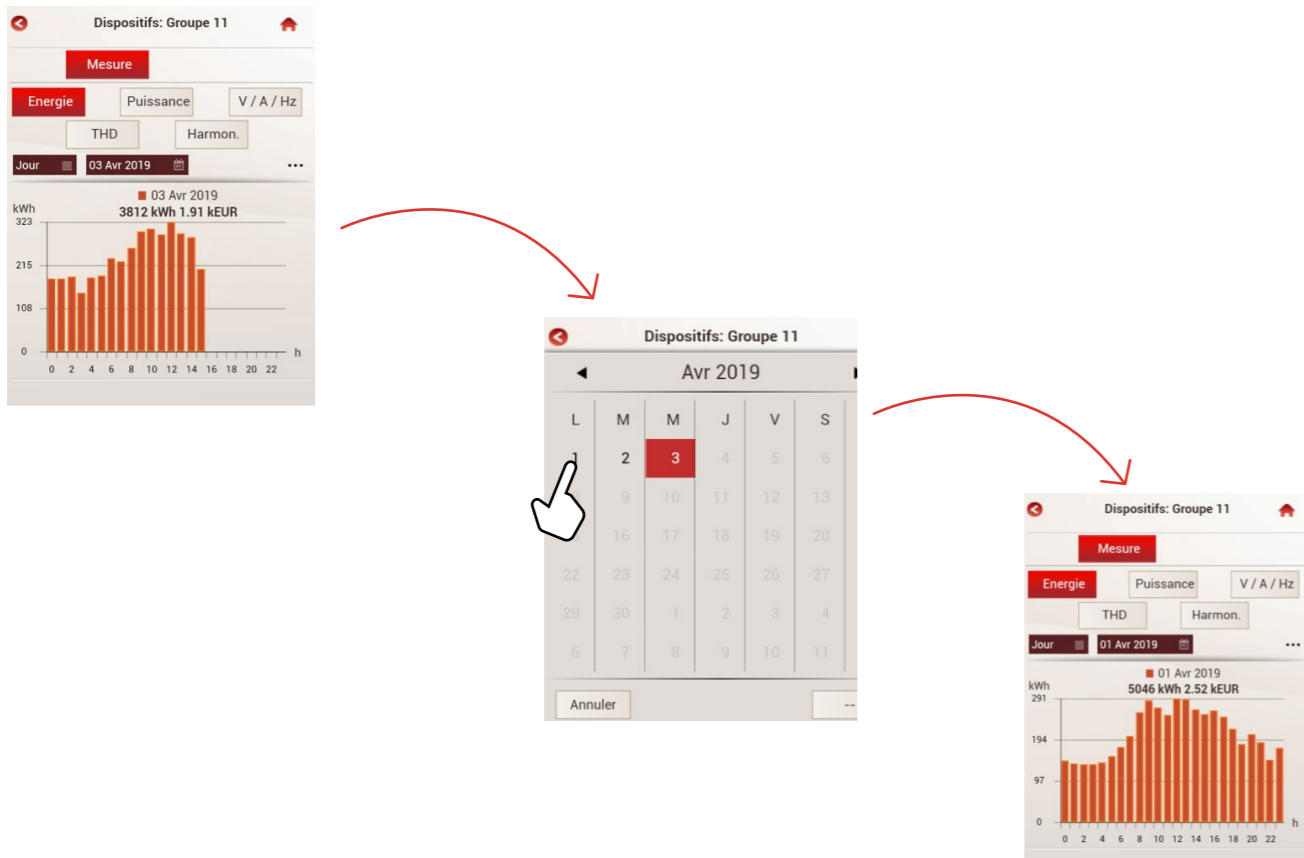 Dispositifs: Groupe 11
Mesure
Energie Puissance V / A / Hz
THD Harmon.
Jour 03 Avr 2019 ...
03 Avr 2019
kWh 3812 kWh 1.91 kEUR
323
215
108
0 h
0 2 4 6 8 10 12 14 16 18 20 22
Dispositifs: Groupe 11
Avr 2019
L M M J V S
1 2 3 4 5 6
9 10 11 12 13
16 17 18 19 20
22 23 24 25 26 27
29 30 1 2 3 4
6 7 8 9 10 11
Annuler --
Dispositifs: Groupe 11
Mesure
Energie Puissance V / A / Hz
THD Harmon.
Jour 01 Avr 2019 ...
01 Avr 2019
kWh 5046 kWh 2.52 kEUR
291
194
97
0 h
0 2 4 6 8 10 12 14 16 18 20 22